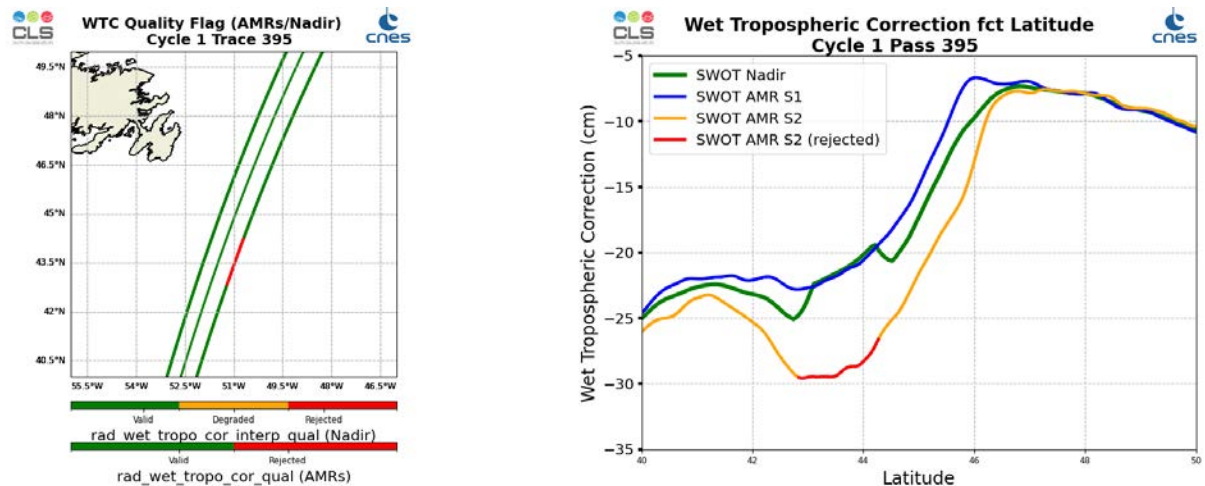 CLS
WTC Quality Flag (AMRs/Nadir)
Cycle 1 Trace 395
cnes
49.5°N
48°N
46.5°N
45°N
43.5°N
42°N
40.5°N
55.5°W 54°W 52.5°W 51°W 49.5°W 48°W 46.5°W
Valid Degraded Rejected
rad_wet_tropo_cor_interp_qual (Nadir)
Valid Rejected
rad_wet_tropo_cor_qual (AMRs)
CLS
Wet Tropospheric Correction fct Latitude
Cycle 1 Pass 395
cnes
SWOT Nadir
SWOT AMR S1
SWOT AMR S2
SWOT AMR S2 (rejected)
Wet Tropospheric Correction (cm)
−5
−10
−15
−20
−25
−30
−35
40 42 44 46 48 50
Latitude